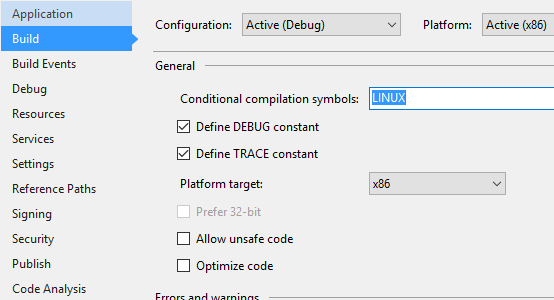 Application
Build
Build Events
Debug
Resources
Services
Settings
Reference Paths
Signing
Security
Publish
Code Analysis
Configuration: Active (Debug) Platform: Active (x86)
General
Conditional compilation symbols: LINUX
Define DEBUG constant
Define TRACE constant
Platform target: x86
Prefer 32-bit
Allow unsafe code
Optimize code
Errors and warnings